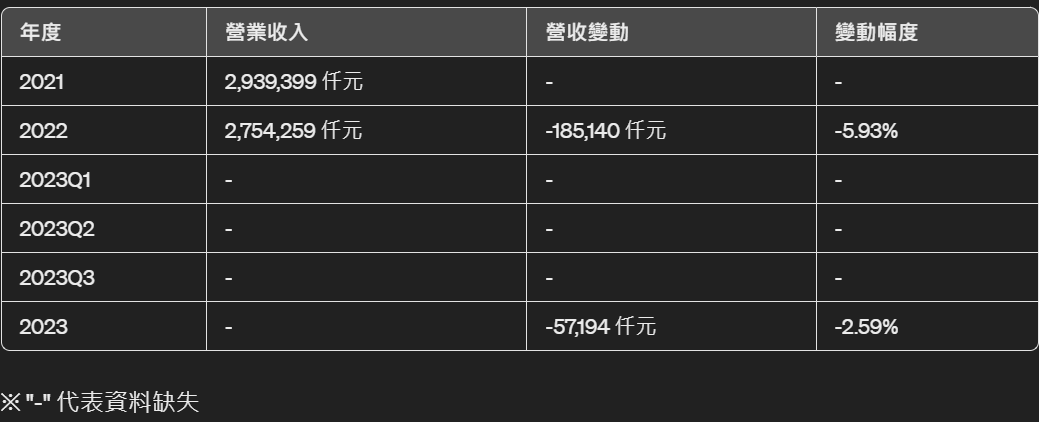 年度 營業收入 營收變動 變動幅度
2021 2,939,399 仟元 - -
2022 2,754,259 仟元 -185,140 仟元 -5.93%
2023Q1 - - -
2023Q2 - - -
2023Q3 - - -
2023 - -57,194 仟元 -2.59%
※ "-" 代表資料缺失